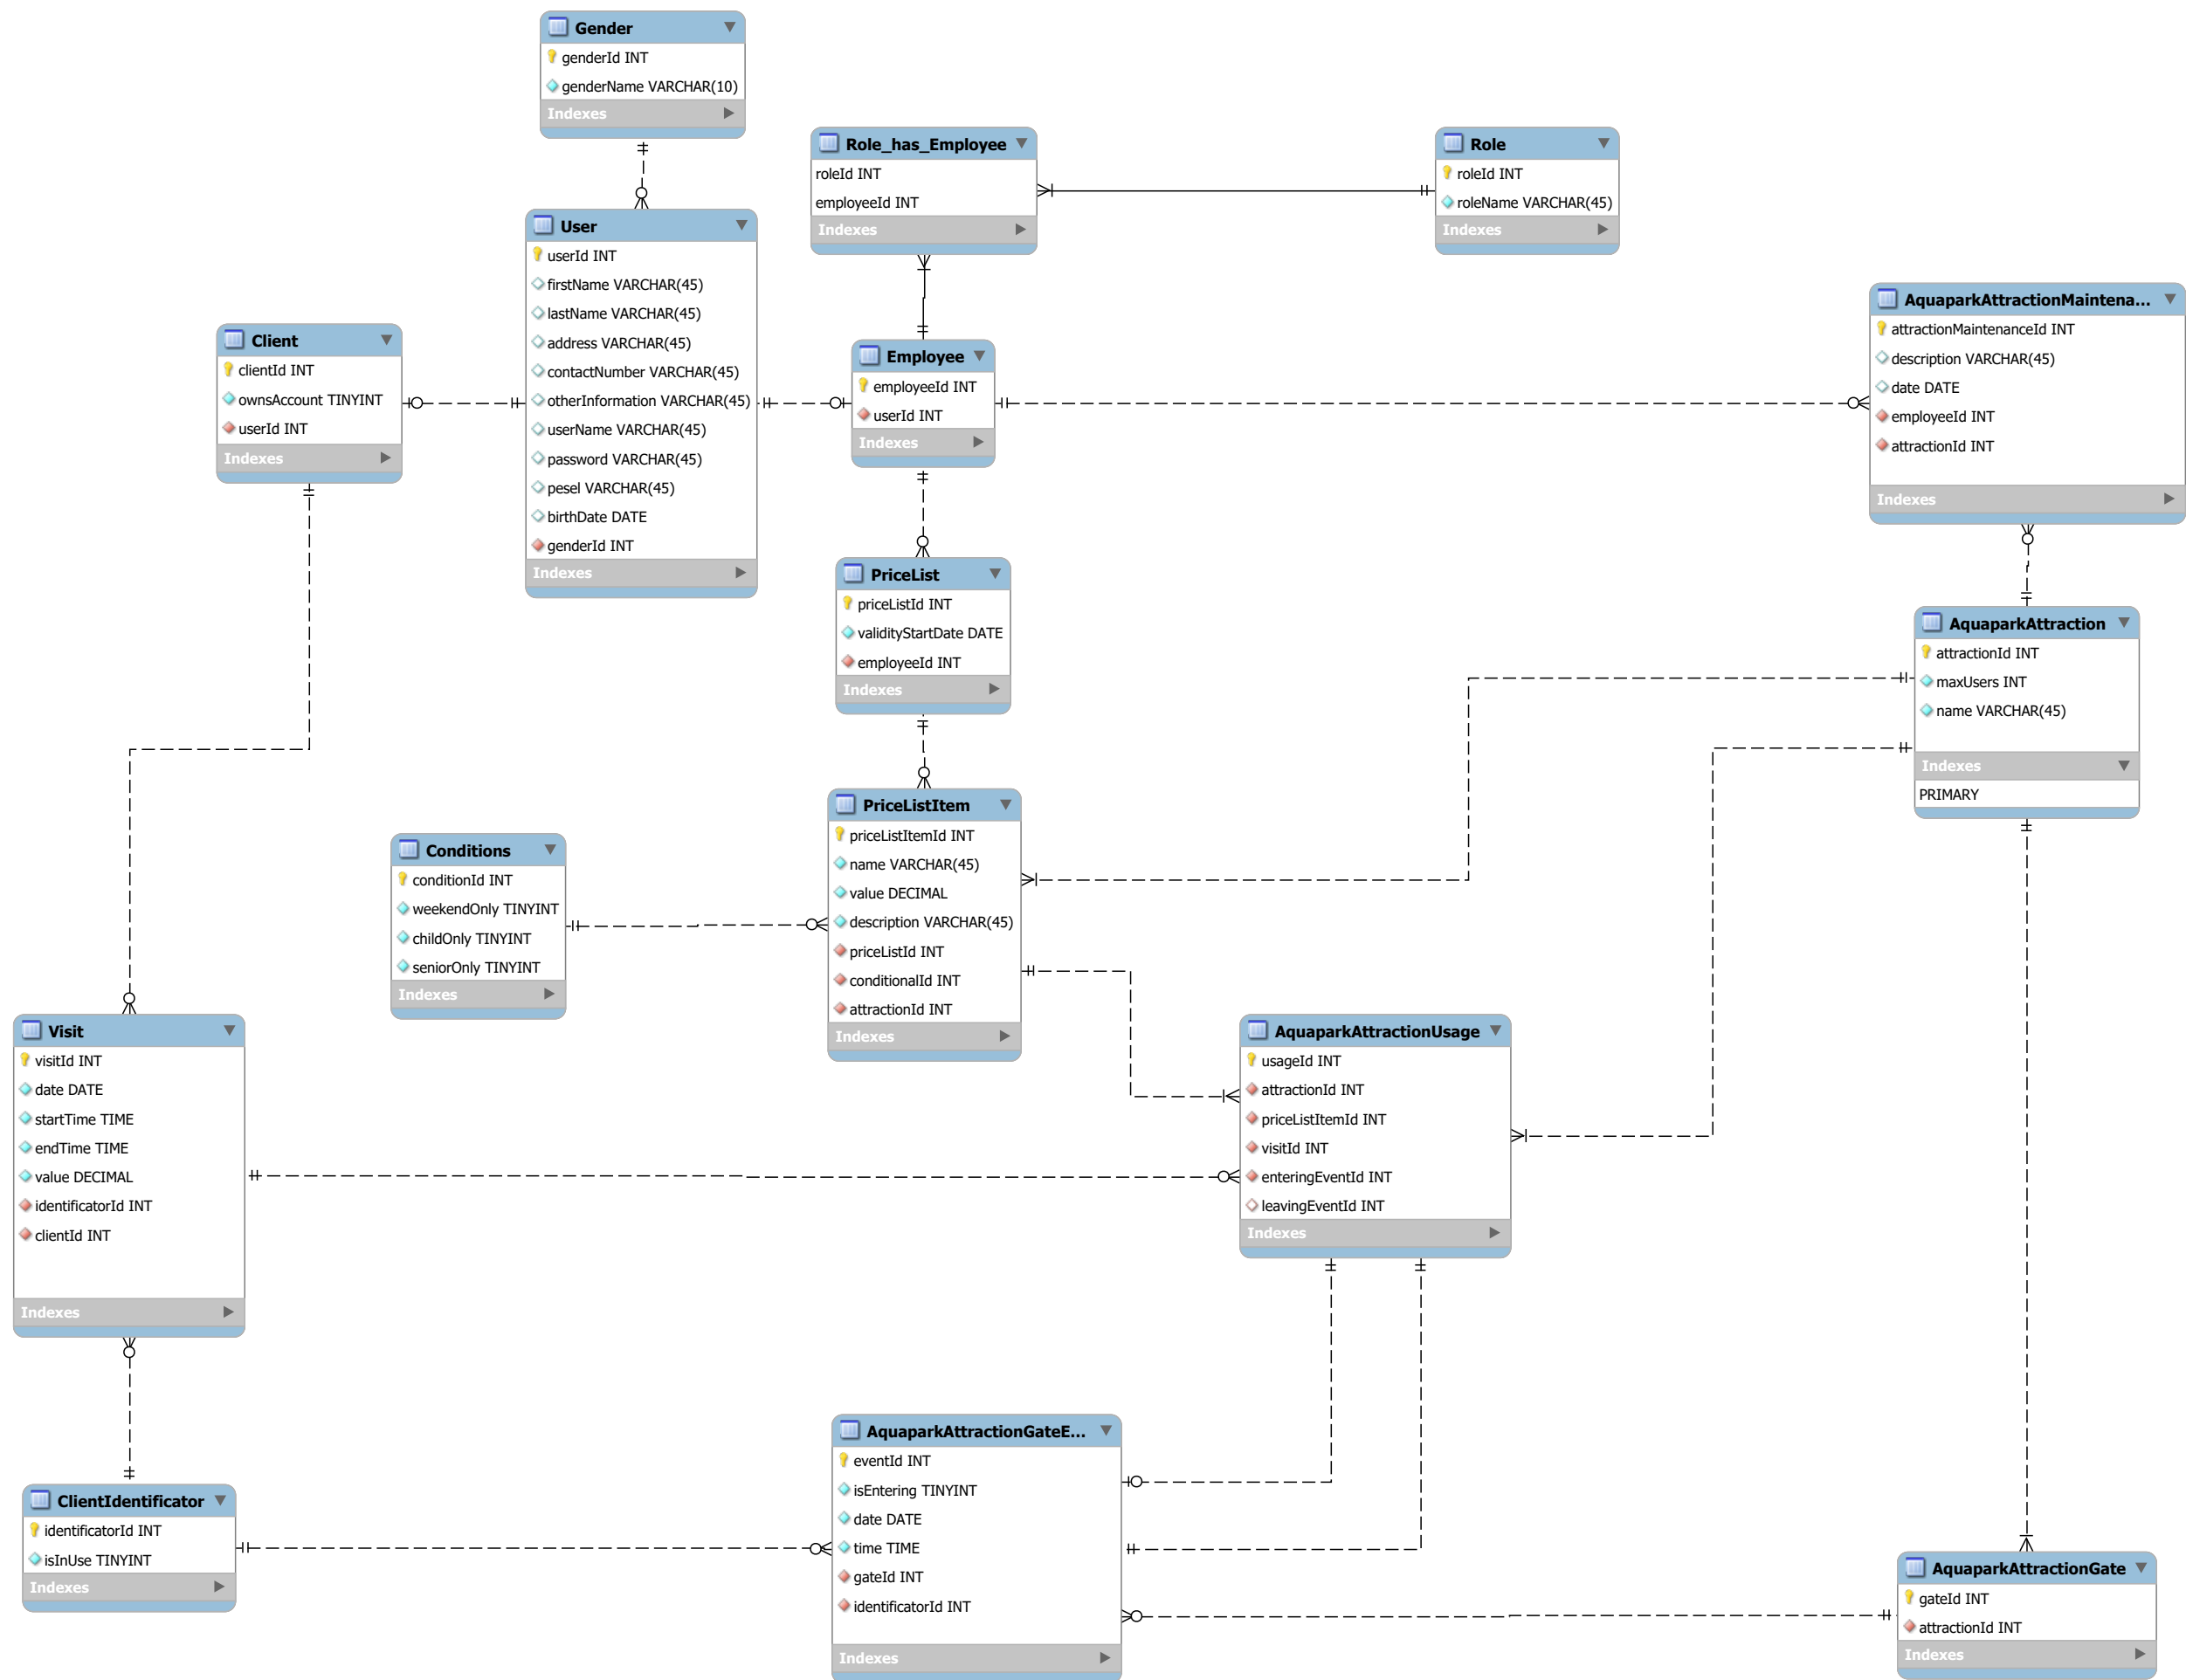 Gender
genderId INT
genderName VARCHAR(10)
Indexes
Role_has_Employee
roleId INT
employeeId INT
Indexes
Role
roleId INT
roleName VARCHAR(45)
Indexes
User
userId INT
firstName VARCHAR(45)
lastName VARCHAR(45)
address VARCHAR(45)
contactNumber VARCHAR(45)
otherInformation VARCHAR(45)
userName VARCHAR(45)
password VARCHAR(45)
pesel VARCHAR(45)
birthDate DATE
genderId INT
Indexes
AquaparkAttractionMaintena...
attractionMaintenanceId INT
description VARCHAR(45)
date DATE
employeeId INT
attractionId INT
Indexes
Client
clientId INT
ownsAccount TINYINT
userId INT
Indexes
Employee
employeeId INT
userId INT
Indexes
PriceList
priceListId INT
validityStartDate DATE
employeeId INT
Indexes
AquaparkAttraction
attractionId INT
maxUsers INT
name VARCHAR(45)
Indexes
PRIMARY
PriceListItem
priceListItemId INT
name VARCHAR(45)
value DECIMAL
description VARCHAR(45)
priceListId INT
conditionalId INT
attractionId INT
Indexes
Conditions
conditionId INT
weekendOnly TINYINT
childOnly TINYINT
seniorOnly TINYINT
Indexes
Visit
visitId INT
date DATE
startTime TIME
endTime TIME
value DECIMAL
identificatorId INT
clientId INT
Indexes
AquaparkAttractionUsage
usageId INT
attractionId INT
priceListItemId INT
visitId INT
enteringEventId INT
leavingEventId INT
Indexes
AquaparkAttractionGateE...
eventId INT
isEntering TINYINT
date DATE
time TIME
gateId INT
identificatorId INT
Indexes
ClientIdentificator
identificatorId INT
isInUse TINYINT
Indexes
AquaparkAttractionGate
gateId INT
attractionId INT
Indexes